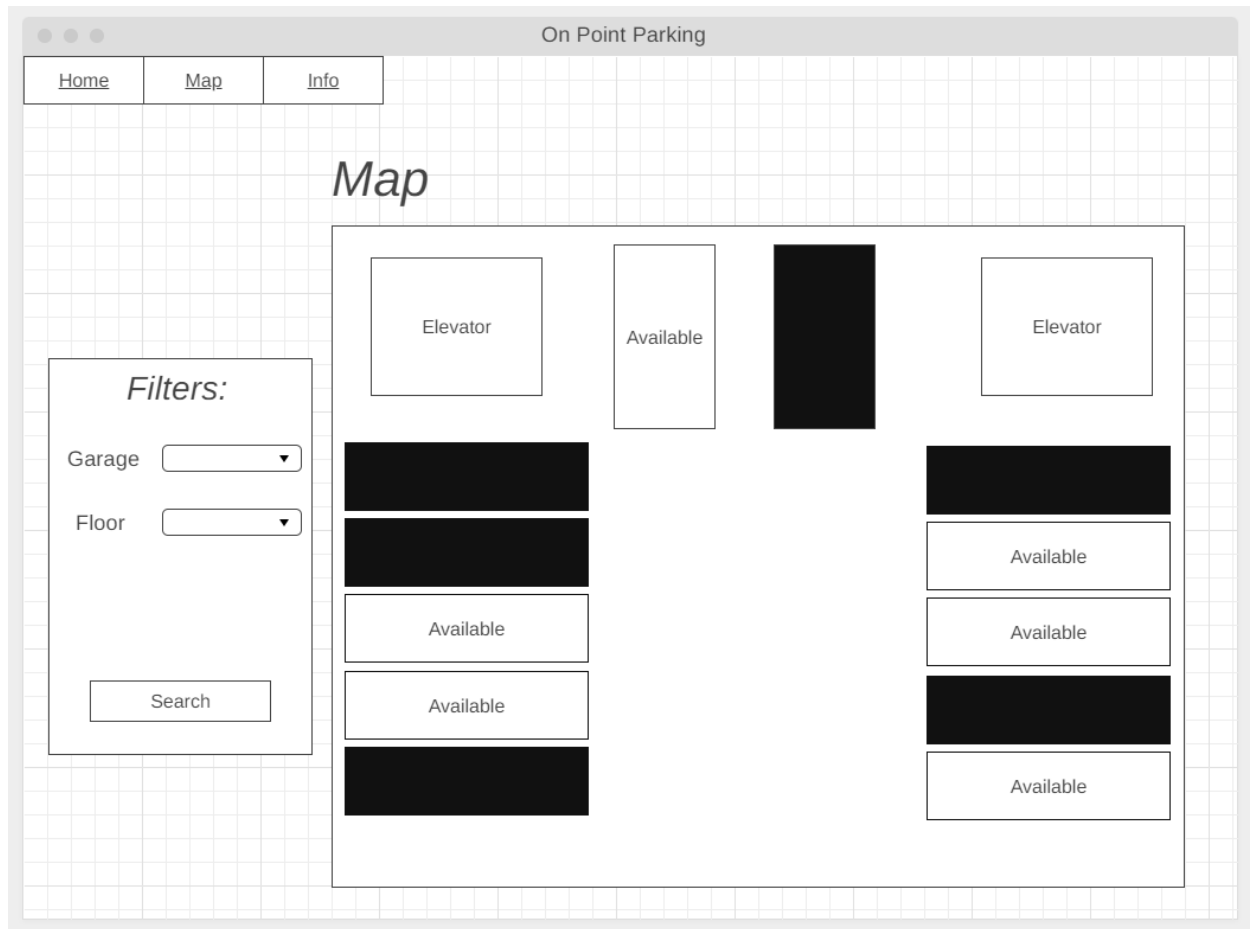 On Point Parking
Home Map Info
Map
Elevator Available Elevator
Filters:
Garage
Floor
Search
Available
Available
Available
Available
Available